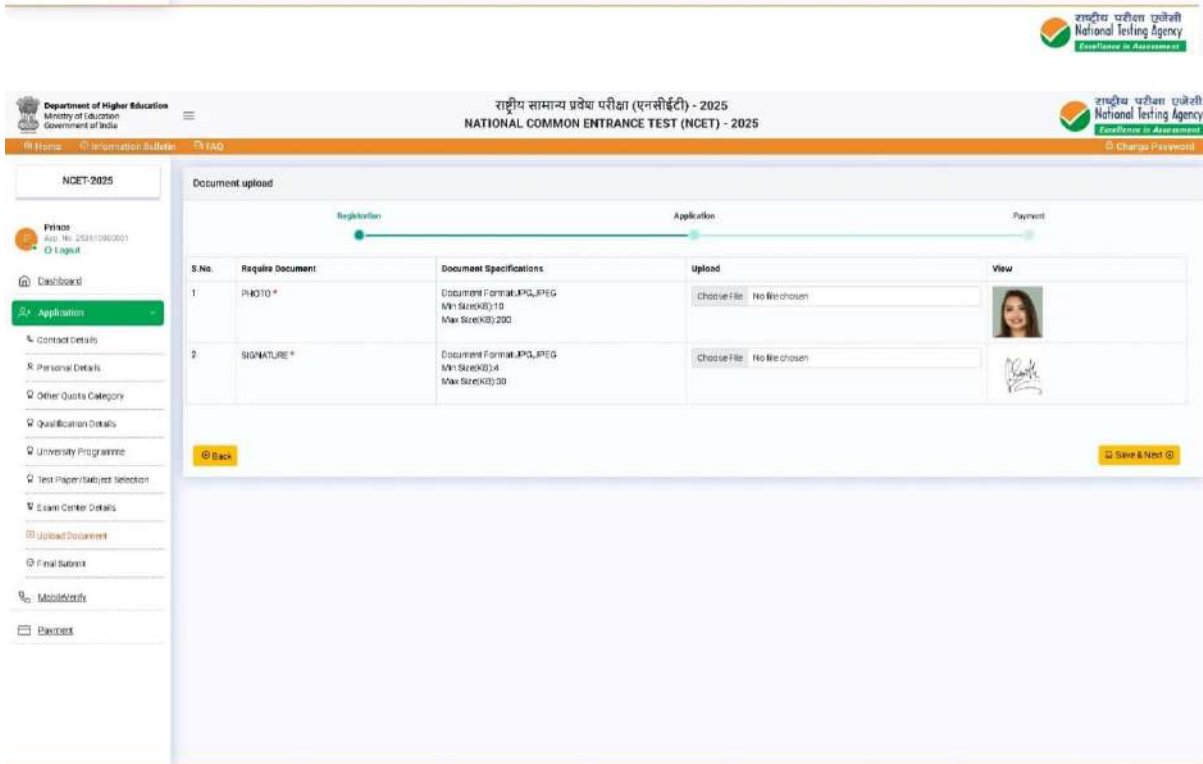 राष्ट्रीय परीक्षा एजेंसी
National Testing Agency
Excellence in Assessment
Department of Higher Education
Ministry of Education
Government of India
राष्ट्रीय सामान्य प्रवेश परीक्षा (एनसीईटी) - 2025
NATIONAL COMMON ENTRANCE TEST (NCET) - 2025
राष्ट्रीय परीक्षा एजेंसी
National Testing Agency
Excellence in Assessment
Home Information Bulletin FAQ Change Password
NCET-2025
Prince
App. No.
Logout
Dashboard
Application
Contact Details
Personal Details
Other Quota Category
Qualification Details
University Programme
Test Paper/Subject Selection
Exam Center Details
Upload Document
Final Submit
MobileVerify
Payment
Document upload
Registration Application Payment
S.No. Require Document Document Specifications Upload View
1 PHOTO * Document Format:JPG,JPEG Choose File No file chosen
Min Size(KB):10
Max Size(KB):200
2 SIGNATURE * Document Format:JPG,JPEG Choose File No file chosen
Min Size(KB):4
Max Size(KB):30
Back Save & Next